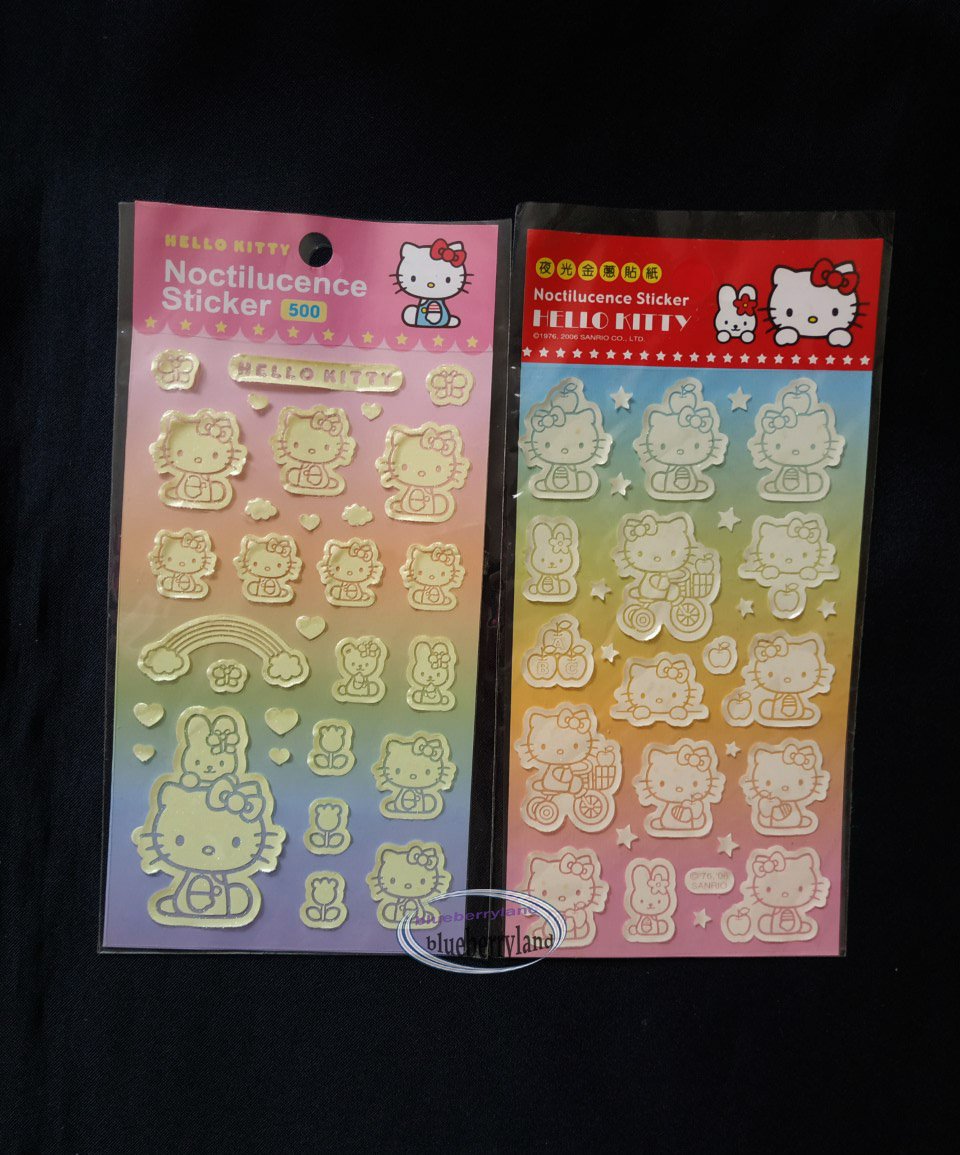 HELLO KITTY
Noctilucence
Sticker 500
HELLO KITTY
夜光金蔥貼紙
Noctilucence Sticker
HELLO KITTY
©1976, 2006 SANRIO CO., LTD.
©'76, '06
SANRIO
blueberryland
blueberryland